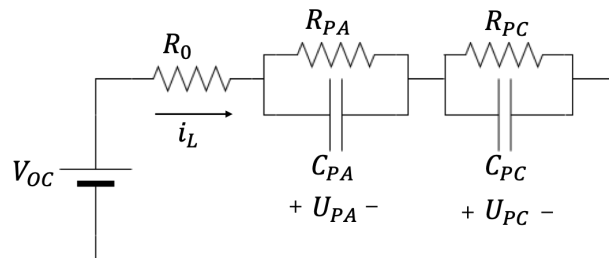 R_PA
R_PC
R_0
i_L
V_OC
C_PA
C_PC
+ U_PA −
+ U_PC −